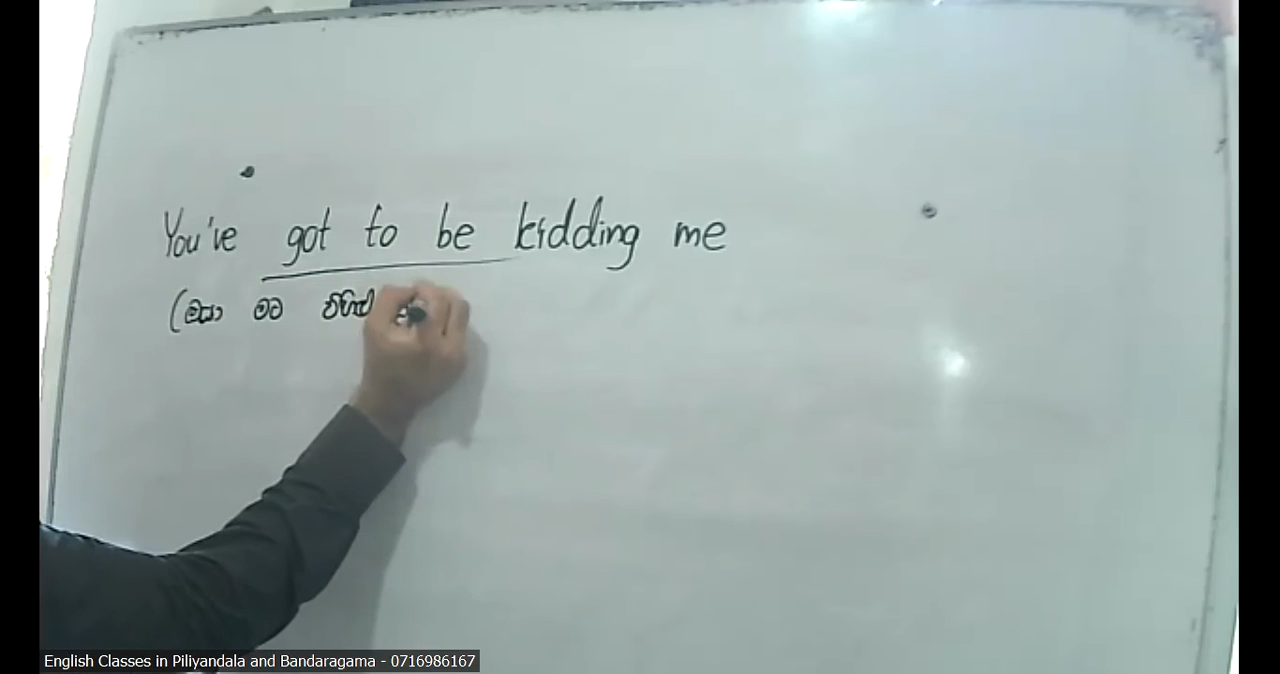 You've got to be kidding me
(ඔයා මට විහිළු
English Classes in Piliyandala and Bandaragama - 0716986167